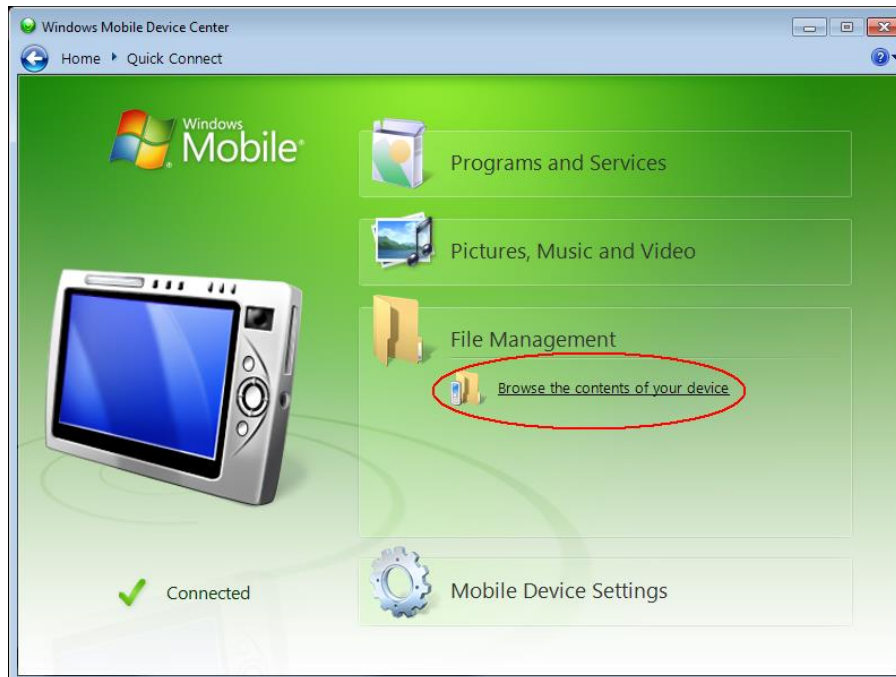 Windows Mobile Device Center
Home Quick Connect
Windows
Mobile®
Programs and Services
Pictures, Music and Video
File Management
Browse the contents of your device
Connected
Mobile Device Settings